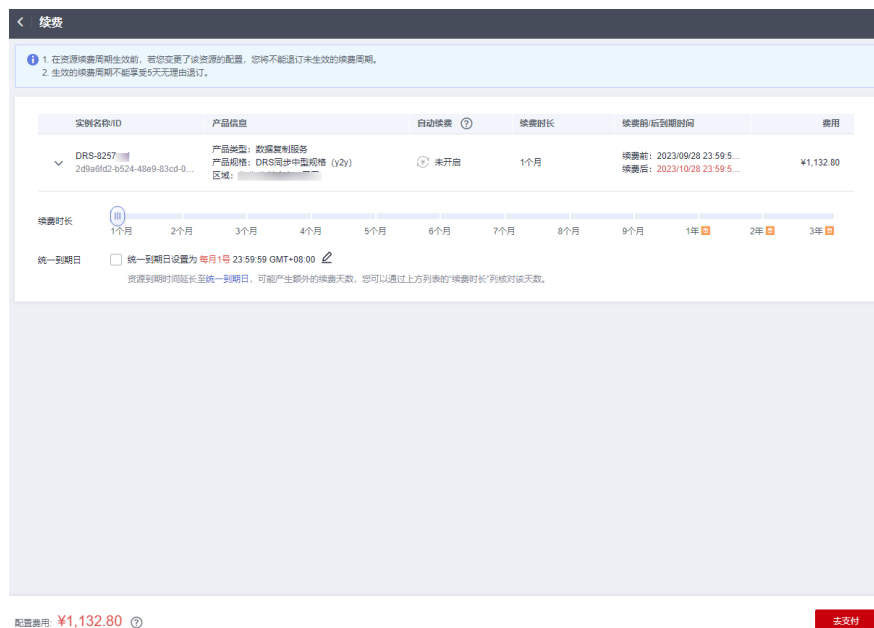 续费
1. 在资源续费周期生效前，若您变更了该资源的配置，您将不能退订未生效的续费周期。
2. 生效的续费周期不能享受5天无理由退订。
实例名称/ID 产品信息 自动续费 续费时长 续费前/后到期时间 费用
DRS-8257
2d9a6fd2-b524-48e9-83cd-0...
产品类型：数据复制服务
产品规格：DRS同步中型规格（y2y）
区域：
未开启
1个月
续费前：2023/09/28 23:59:5...
续费后：2023/10/28 23:59:5...
¥1,132.80
续费时长
1个月 2个月 3个月 4个月 5个月 6个月 7个月 8个月 9个月 1年 2年 3年
统一到期日 统一到期日设置为 每月1号 23:59:59 GMT+08:00
资源到期时间延长至统一到期日，可能产生额外的续费天数，您可以通过上方列表的“续费时长”列核对该天数。
配置费用: ¥1,132.80
去支付